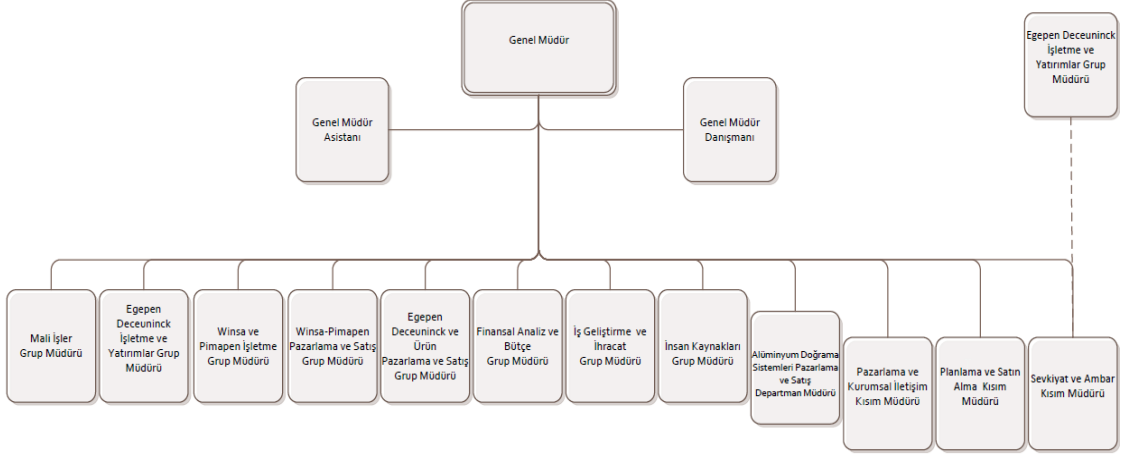 Genel Müdür
Egepen Deceuninck
İşletme ve
Yatırımlar Grup
Müdürü
Genel Müdür
Asistanı
Genel Müdür
Danışmanı
Mali İşler
Grup Müdürü
Egepen
Deceuninck
İşletme ve
Yatırımlar Grup
Müdürü
Winsa ve
Pimapen İşletme
Grup Müdürü
Winsa-Pimapen
Pazarlama ve Satış
Grup Müdürü
Egepen
Deceuninck ve
Ürün
Pazarlama ve Satış
Grup Müdürü
Finansal Analiz ve
Bütçe
Grup Müdürü
İş Geliştirme ve
İhracat
Grup Müdürü
İnsan Kaynakları
Grup Müdürü
Alüminyum Doğrama
Sistemleri Pazarlama
ve Satış
Departman Müdürü
Pazarlama ve
Kurumsal İletişim
Kısım Müdürü
Planlama ve Satın
Alma Kısım
Müdürü
Sevkiyat ve Ambar
Kısım Müdürü